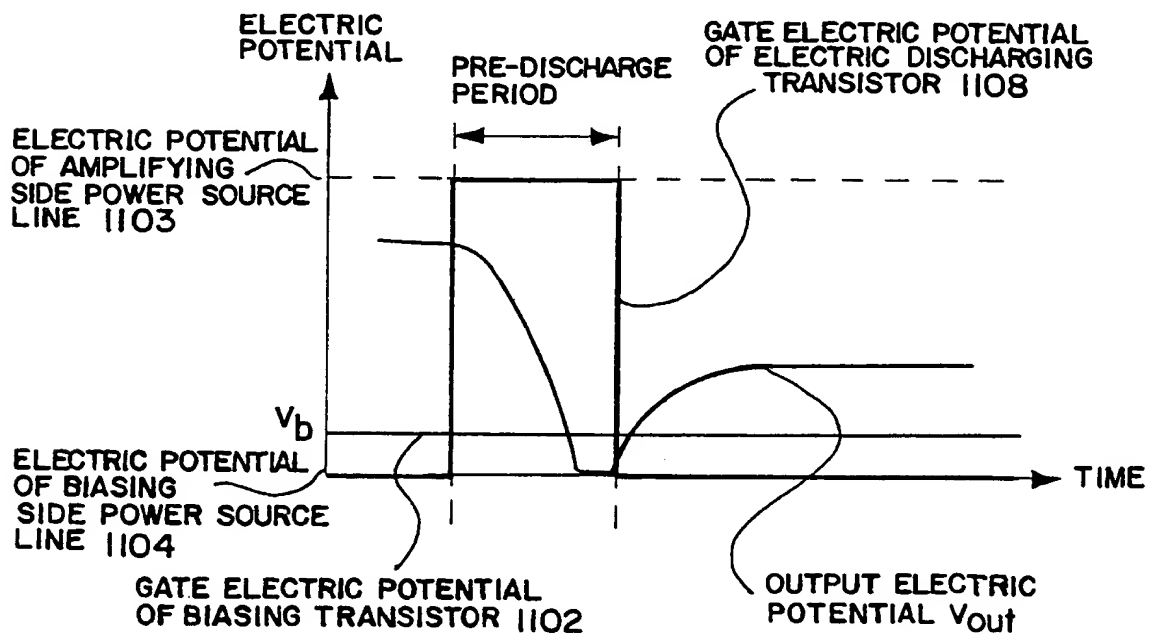 ELECTRIC
POTENTIAL
PRE-DISCHARGE
PERIOD
GATE ELECTRIC POTENTIAL
OF ELECTRIC DISCHARGING
TRANSISTOR 1108
ELECTRIC POTENTIAL
OF AMPLIFYING
SIDE POWER SOURCE
LINE 1103
Vb
ELECTRIC POTENTIAL
OF BIASING
SIDE POWER SOURCE
LINE 1104
TIME
GATE ELECTRIC POTENTIAL
OF BIASING TRANSISTOR 1102
OUTPUT ELECTRIC
POTENTIAL Vout